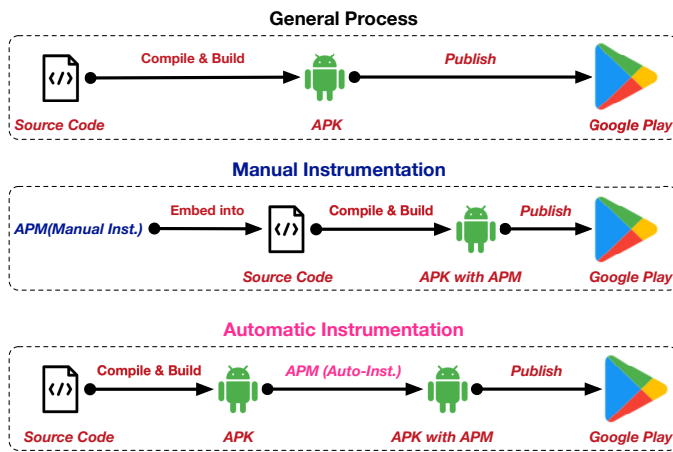 General Process
Compile & Build
Publish
</>
Source Code
APK
Google Play
Manual Instrumentation
APM(Manual Inst.)
Embed into
Compile & Build
Publish
</>
Source Code
APK with APM
Google Play
Automatic Instrumentation
Compile & Build
APM (Auto-Inst.)
Publish
</>
Source Code
APK
APK with APM
Google Play